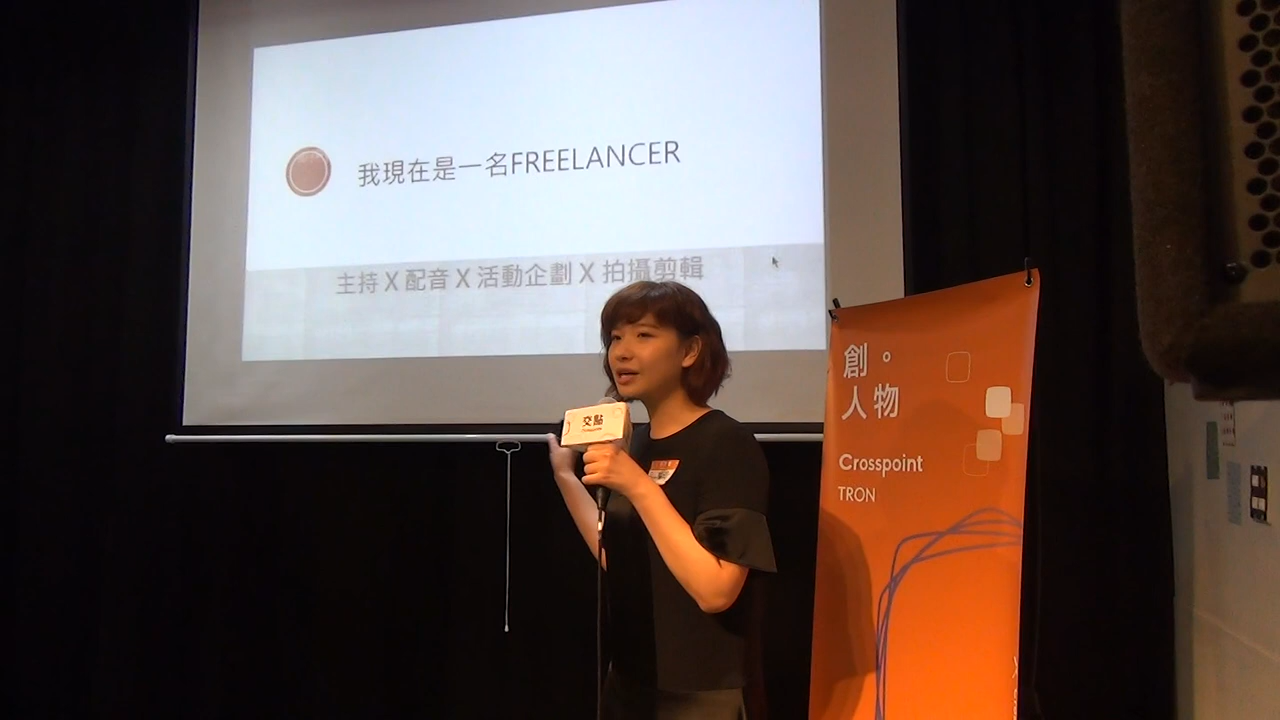 我現在是一名FREELANCER
主持 X 配音 X 活動企劃 X 拍攝剪輯
交點
創。
人物
Crosspoint
TRON